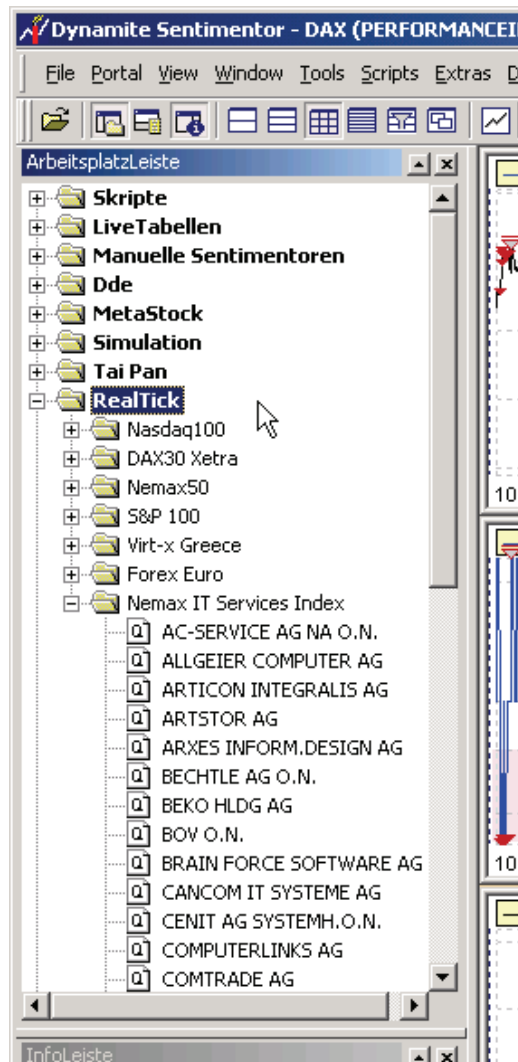 Dynamite Sentimentor - DAX (PERFORMANCEI
File Portal View Window Tools Scripts Extras D
ArbeitsplatzLeiste
Skripte
LiveTabellen
Manuelle Sentimentoren
Dde
MetaStock
Simulation
Tai Pan
RealTick
Nasdaq100
DAX30 Xetra
Nemax50
S&P 100
Virt-x Greece
Forex Euro
Nemax IT Services Index
AC-SERVICE AG NA O.N.
ALLGEIER COMPUTER AG
ARTICON INTEGRALIS AG
ARTSTOR AG
ARXES INFORM.DESIGN AG
BECHTLE AG O.N.
BEKO HLDG AG
BOV O.N.
BRAIN FORCE SOFTWARE AG
CANCOM IT SYSTEME AG
CENIT AG SYSTEMH.O.N.
COMPUTERLINKS AG
COMTRADE AG
InfoLeiste
10
10